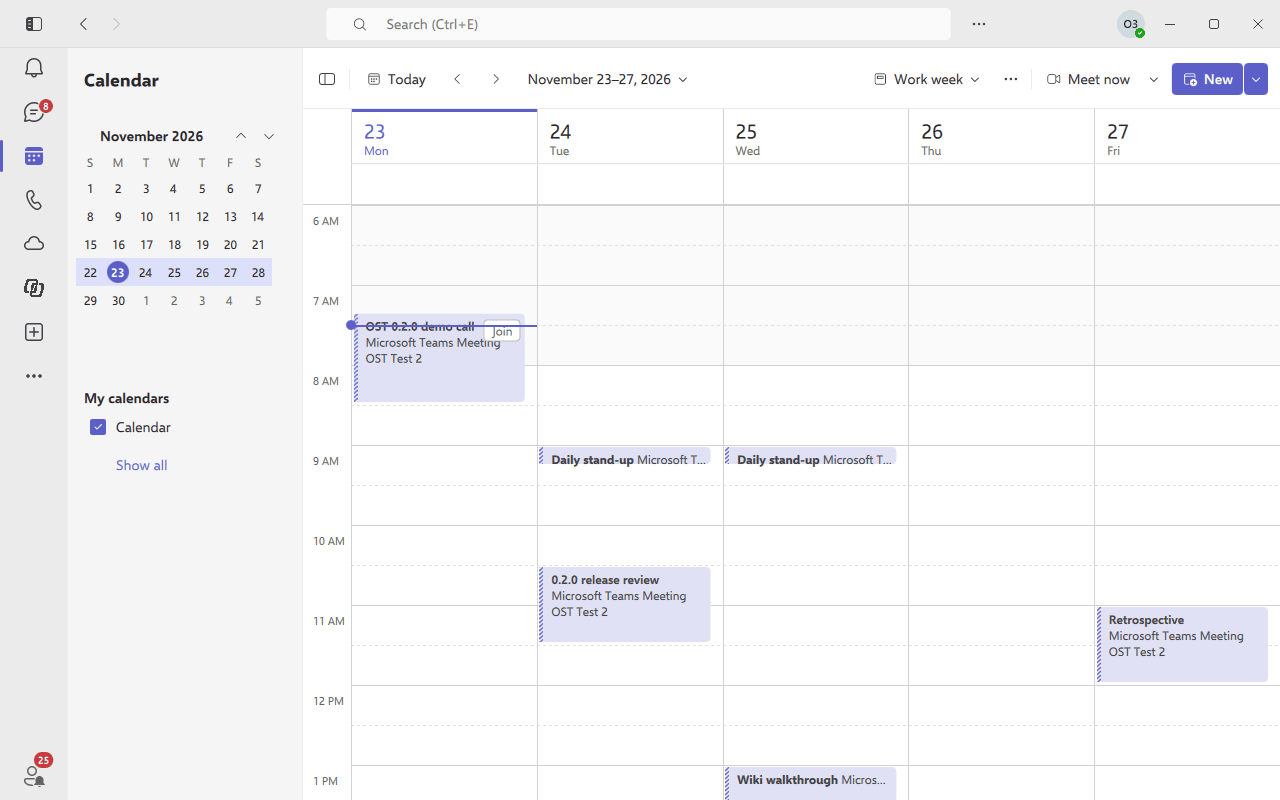 Search (Ctrl+E)
O3
8
25
Calendar
November 2026
S M T W T F S
1 2 3 4 5 6 7
8 9 10 11 12 13 14
15 16 17 18 19 20 21
22 23 24 25 26 27 28
29 30 1 2 3 4 5
My calendars
Calendar
Show all
Today
November 23–27, 2026
Work week
Meet now
New
23
Mon
24
Tue
25
Wed
26
Thu
27
Fri
6 AM
7 AM
8 AM
9 AM
10 AM
11 AM
12 PM
1 PM
OST 0.2.0 demo call
Join
Microsoft Teams Meeting
OST Test 2
Daily stand-up Microsoft T...
0.2.0 release review
Microsoft Teams Meeting
OST Test 2
Daily stand-up Microsoft T...
Wiki walkthrough Micros...
Retrospective
Microsoft Teams Meeting
OST Test 2